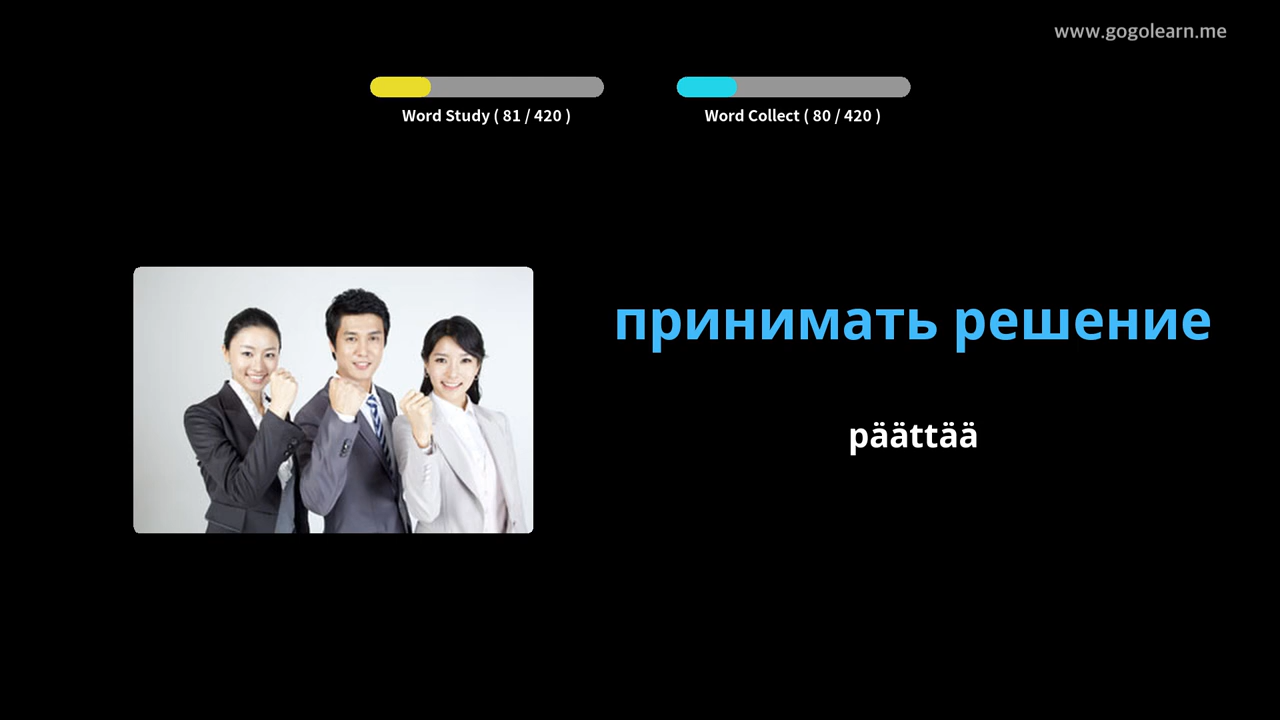 www.gogolearn.me
Word Study ( 81 / 420 )
Word Collect ( 80 / 420 )
принимать решение
päättää